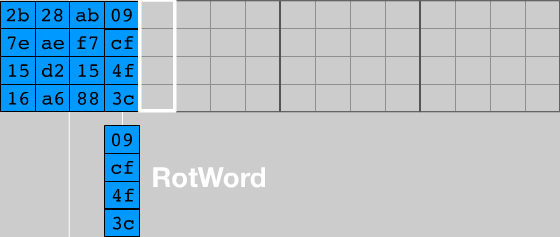 2b 28 ab 09
7e ae f7 cf
15 d2 15 4f
16 a6 88 3c
09
cf
4f
3c
RotWord